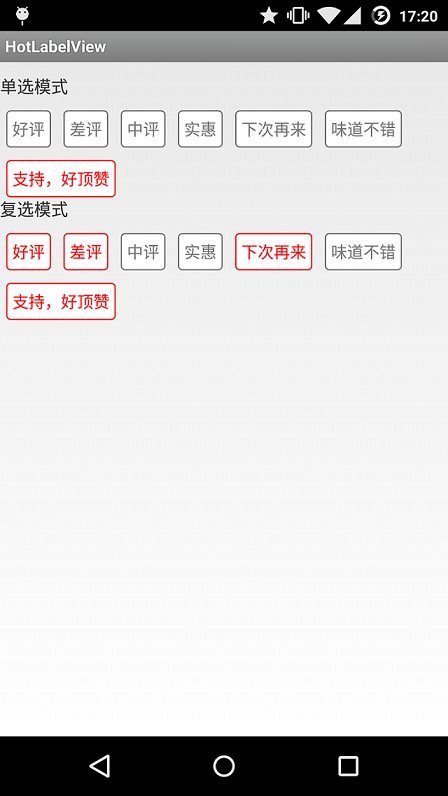 17:20
HotLabelView
单选模式
好评 差评 中评 实惠 下次再来 味道不错
支持，好顶赞
复选模式
好评 差评 中评 实惠 下次再来 味道不错
支持，好顶赞